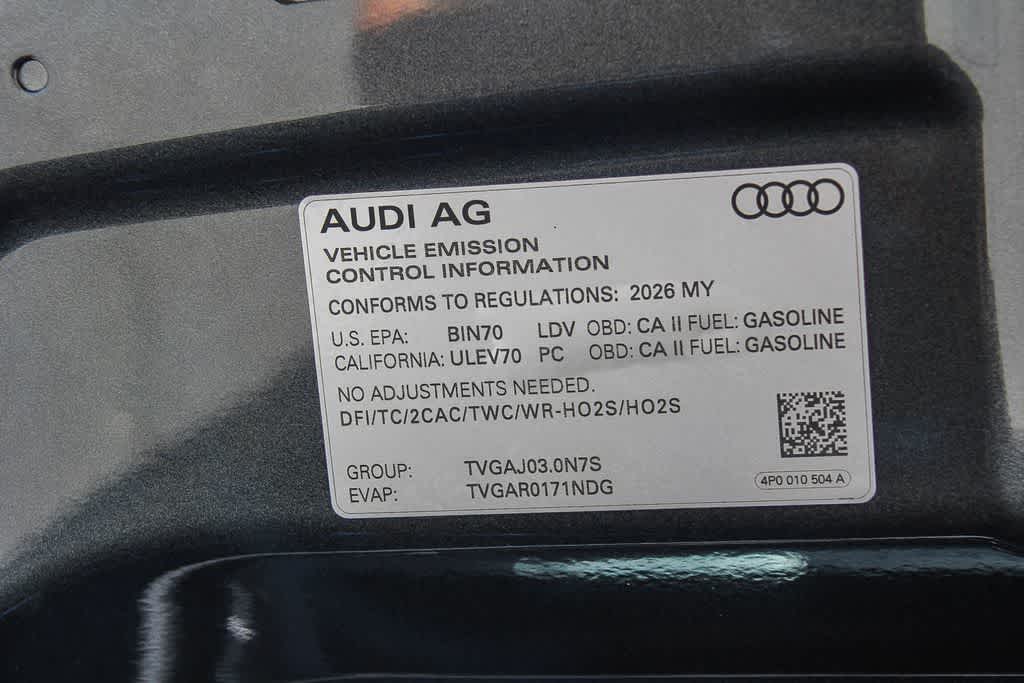 AUDI AG
VEHICLE EMISSION
CONTROL INFORMATION
CONFORMS TO REGULATIONS: 2026 MY
U.S. EPA: BIN70 LDV OBD: CA II FUEL: GASOLINE
CALIFORNIA: ULEV70 PC OBD: CA II FUEL: GASOLINE
NO ADJUSTMENTS NEEDED.
DFI/TC/2CAC/TWC/WR-HO2S/HO2S
GROUP: TVGAJ03.0N7S
EVAP: TVGAR0171NDG
4P0 010 504 A